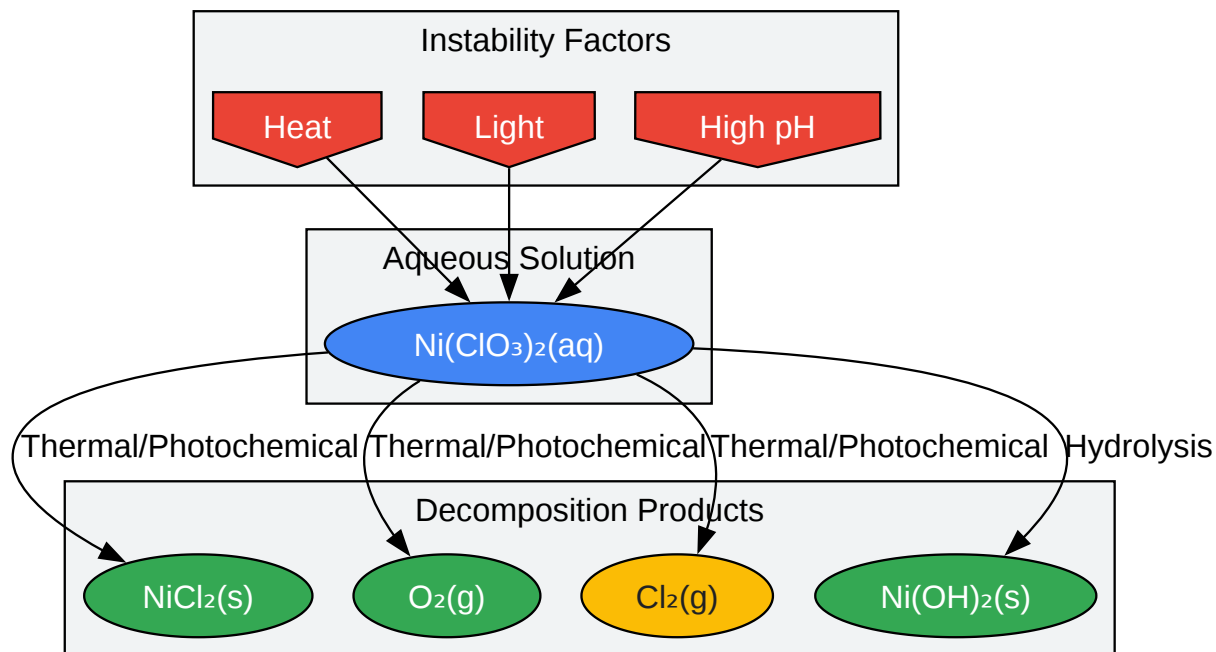 Instability Factors
Heat
Light
High pH
Aqueous Solution
Ni(ClO₃)₂(aq)
Thermal/Photochemical
Thermal/Photochemical
Thermal/Photochemical
Hydrolysis
Decomposition Products
NiCl₂(s)
O₂(g)
Cl₂(g)
Ni(OH)₂(s)